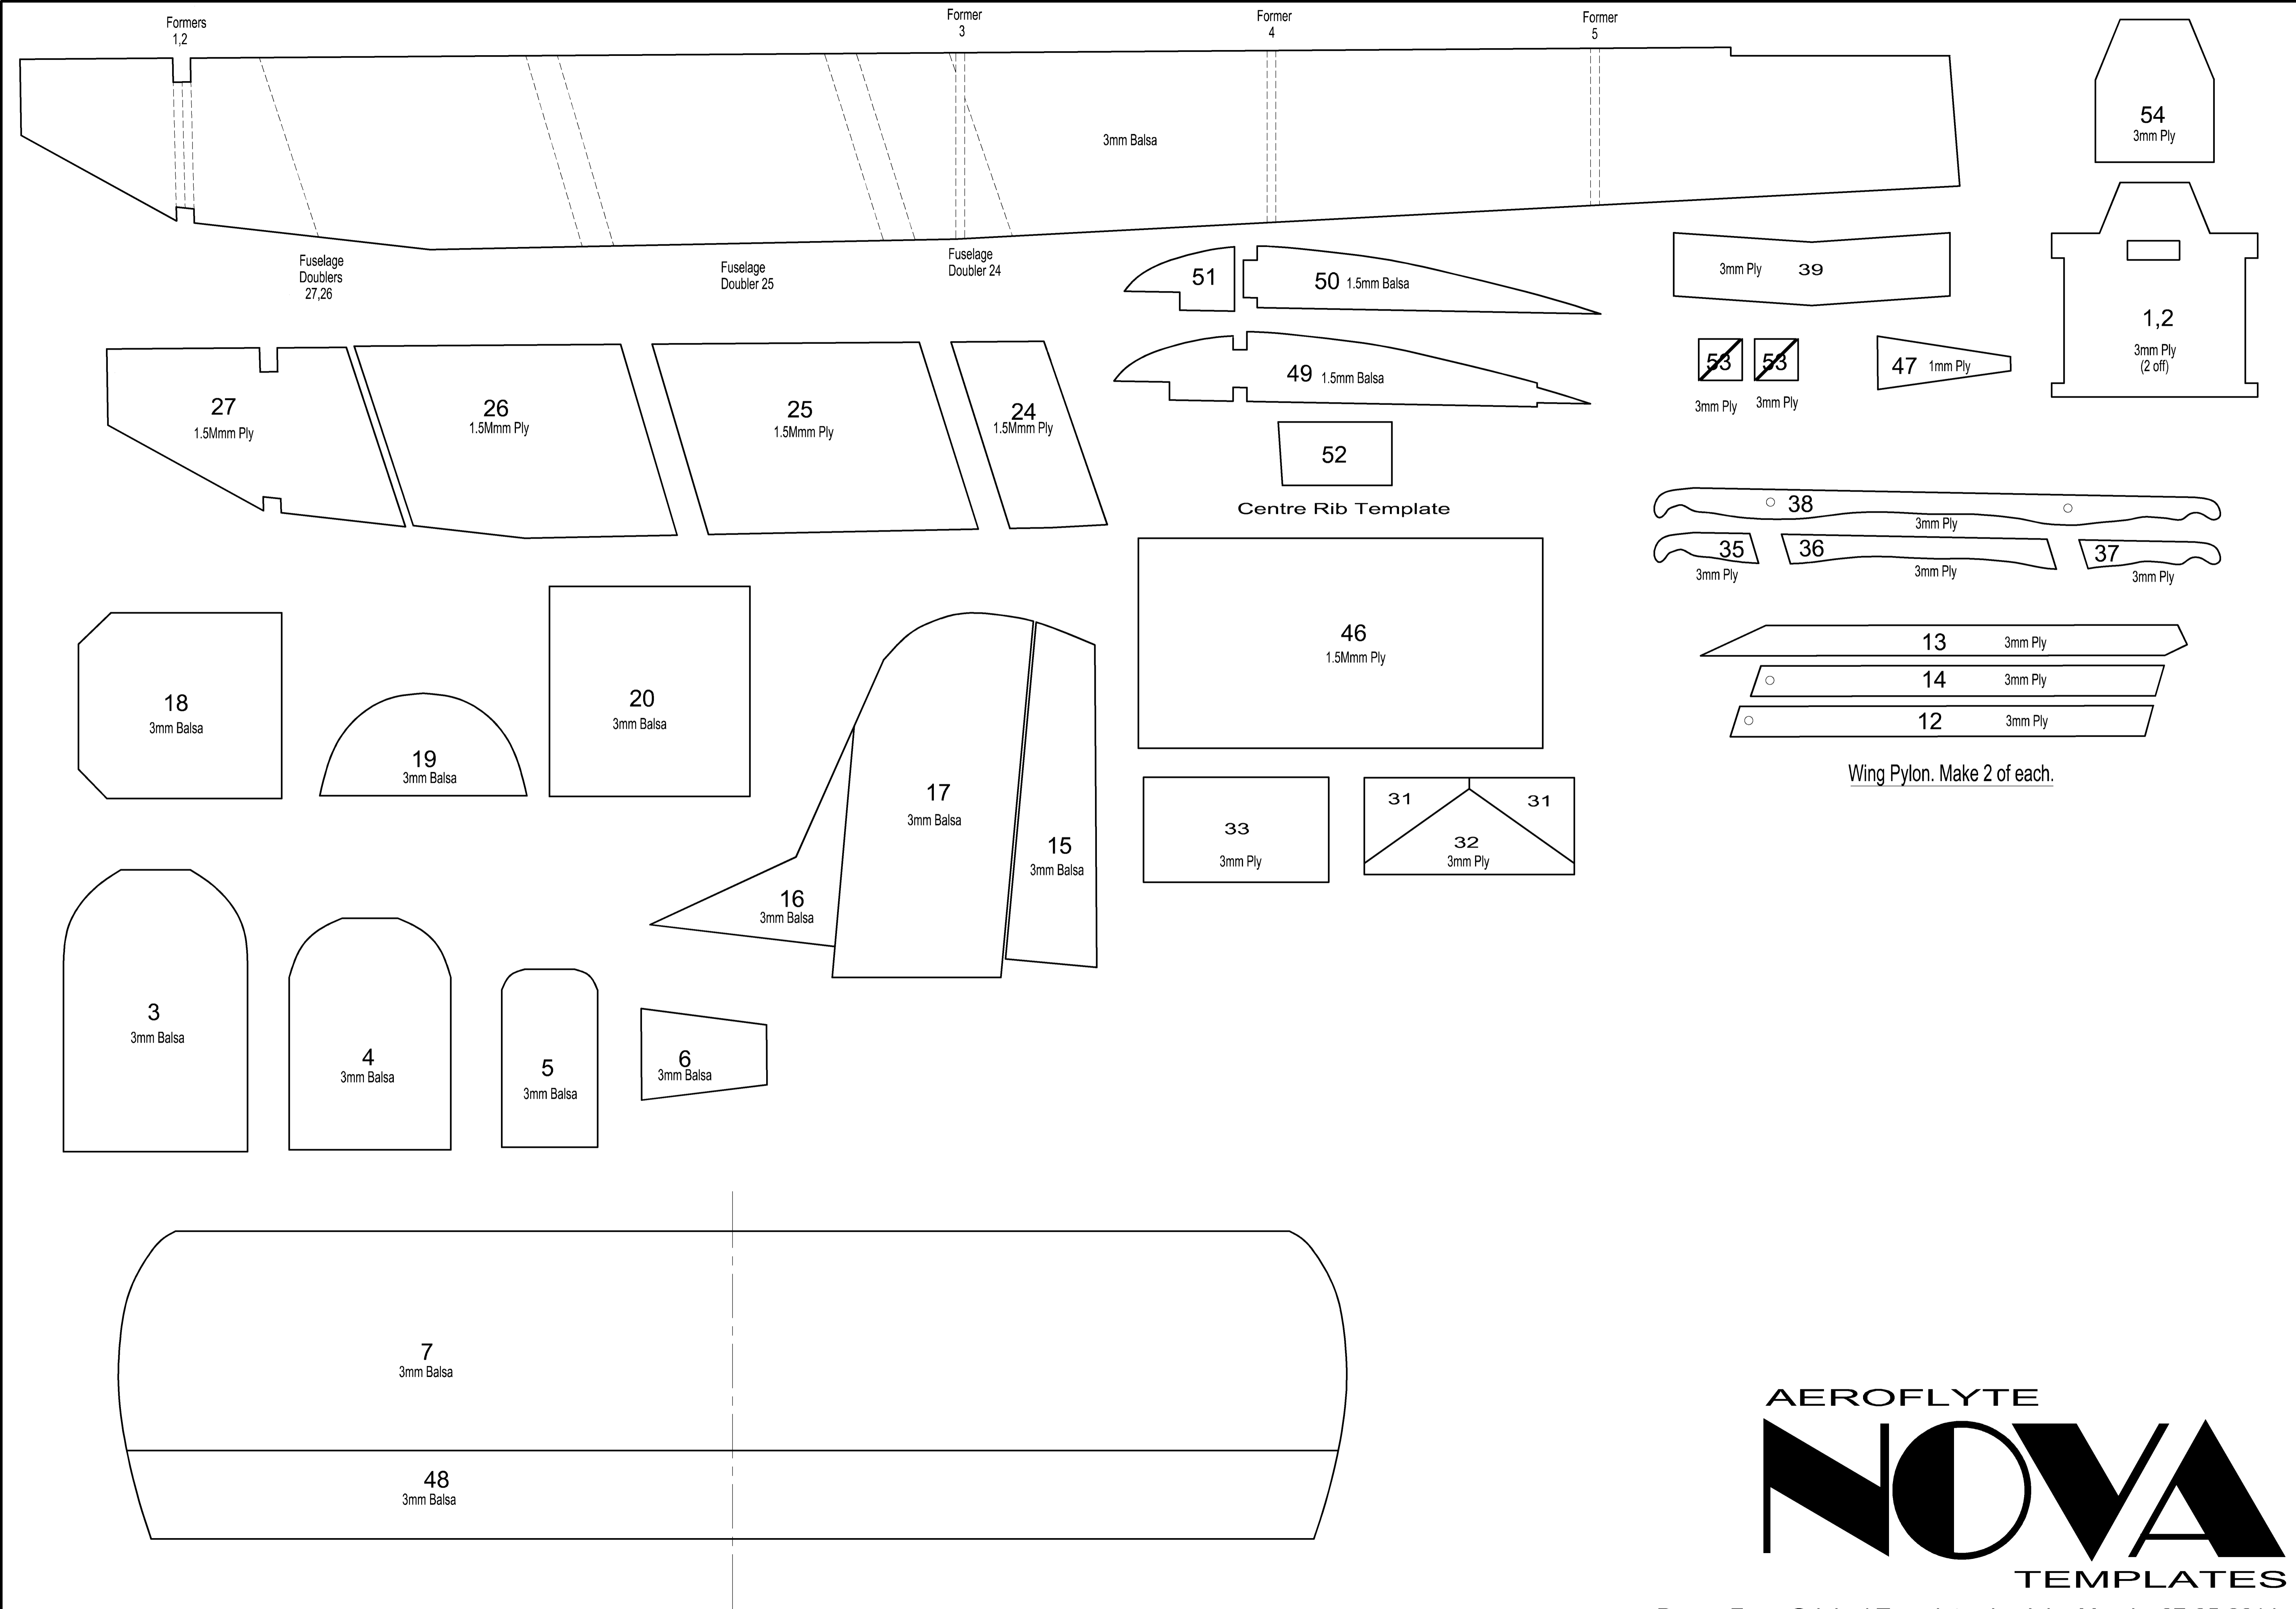 Formers
1,2
Former
3
Former
4
Former
5
3mm Balsa
54
3mm Ply
Fuselage
Doublers
27,26
Fuselage
Doubler 25
Fuselage
Doubler 24
51
50 1.5mm Balsa
3mm Ply 39
1,2
3mm Ply
(2 off)
53
53
3mm Ply
3mm Ply
47 1mm Ply
49 1.5mm Balsa
27
1.5Mmm Ply
26
1.5Mmm Ply
25
1.5Mmm Ply
24
1.5Mmm Ply
52
Centre Rib Template
38
3mm Ply
35
3mm Ply
36
3mm Ply
37
3mm Ply
18
3mm Balsa
19
3mm Balsa
20
3mm Balsa
46
1.5Mmm Ply
13 3mm Ply
14 3mm Ply
12 3mm Ply
Wing Pylon. Make 2 of each.
17
3mm Balsa
15
3mm Balsa
16
3mm Balsa
33
3mm Ply
31
31
32
3mm Ply
3
3mm Balsa
4
3mm Balsa
5
3mm Balsa
6
3mm Balsa
7
3mm Balsa
48
3mm Balsa
AEROFLYTE
NOVA
TEMPLATES